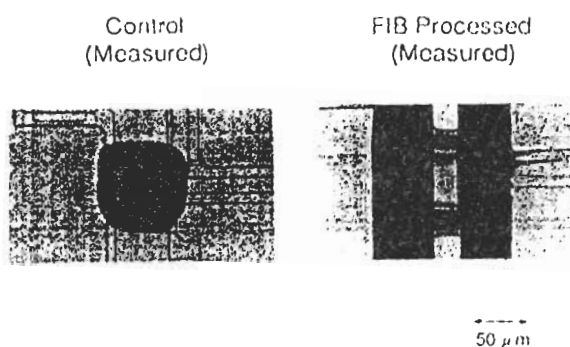 Control
(Measured)
FIB Processed
(Measured)
50 μm